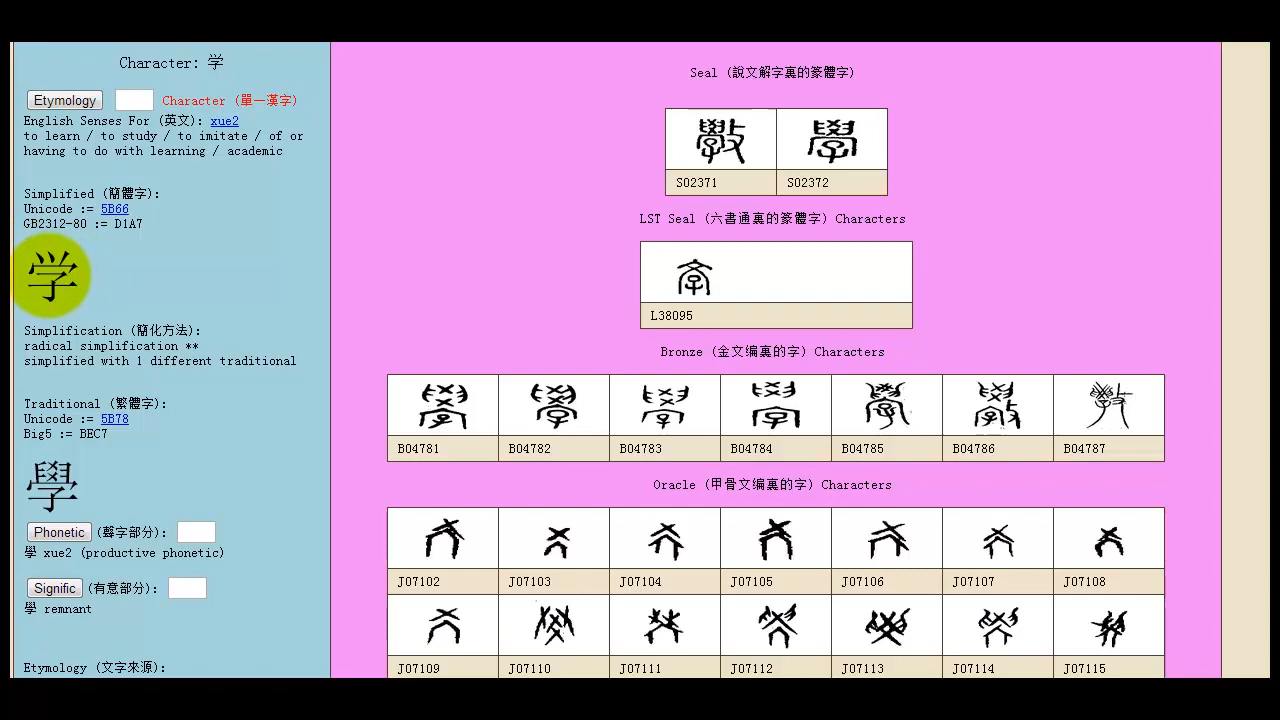 Character: 学
Etymology Character (單一漢字)
English Senses For (英文): xue2
to learn / to study / to imitate / of or
having to do with learning / academic
Simplified (簡體字):
Unicode := 5B66
GB2312-80 := D1A7
学
Simplification (簡化方法):
radical simplification **
simplified with 1 different traditional
Traditional (繁體字):
Unicode := 5B78
Big5 := BEC7
學
Phonetic (聲字部分):
學 xue2 (productive phonetic)
Signific (有意部分):
學 remnant
Etymology (文字來源):
Seal (說文解字裏的篆體字)
S02371 S02372
LST Seal (六書通裏的篆體字) Characters
L38095
Bronze (金文编裏的字) Characters
B04781 B04782 B04783 B04784 B04785 B04786 B04787
Oracle (甲骨文编裏的字) Characters
J07102 J07103 J07104 J07105 J07106 J07107 J07108
J07109 J07110 J07111 J07112 J07113 J07114 J07115